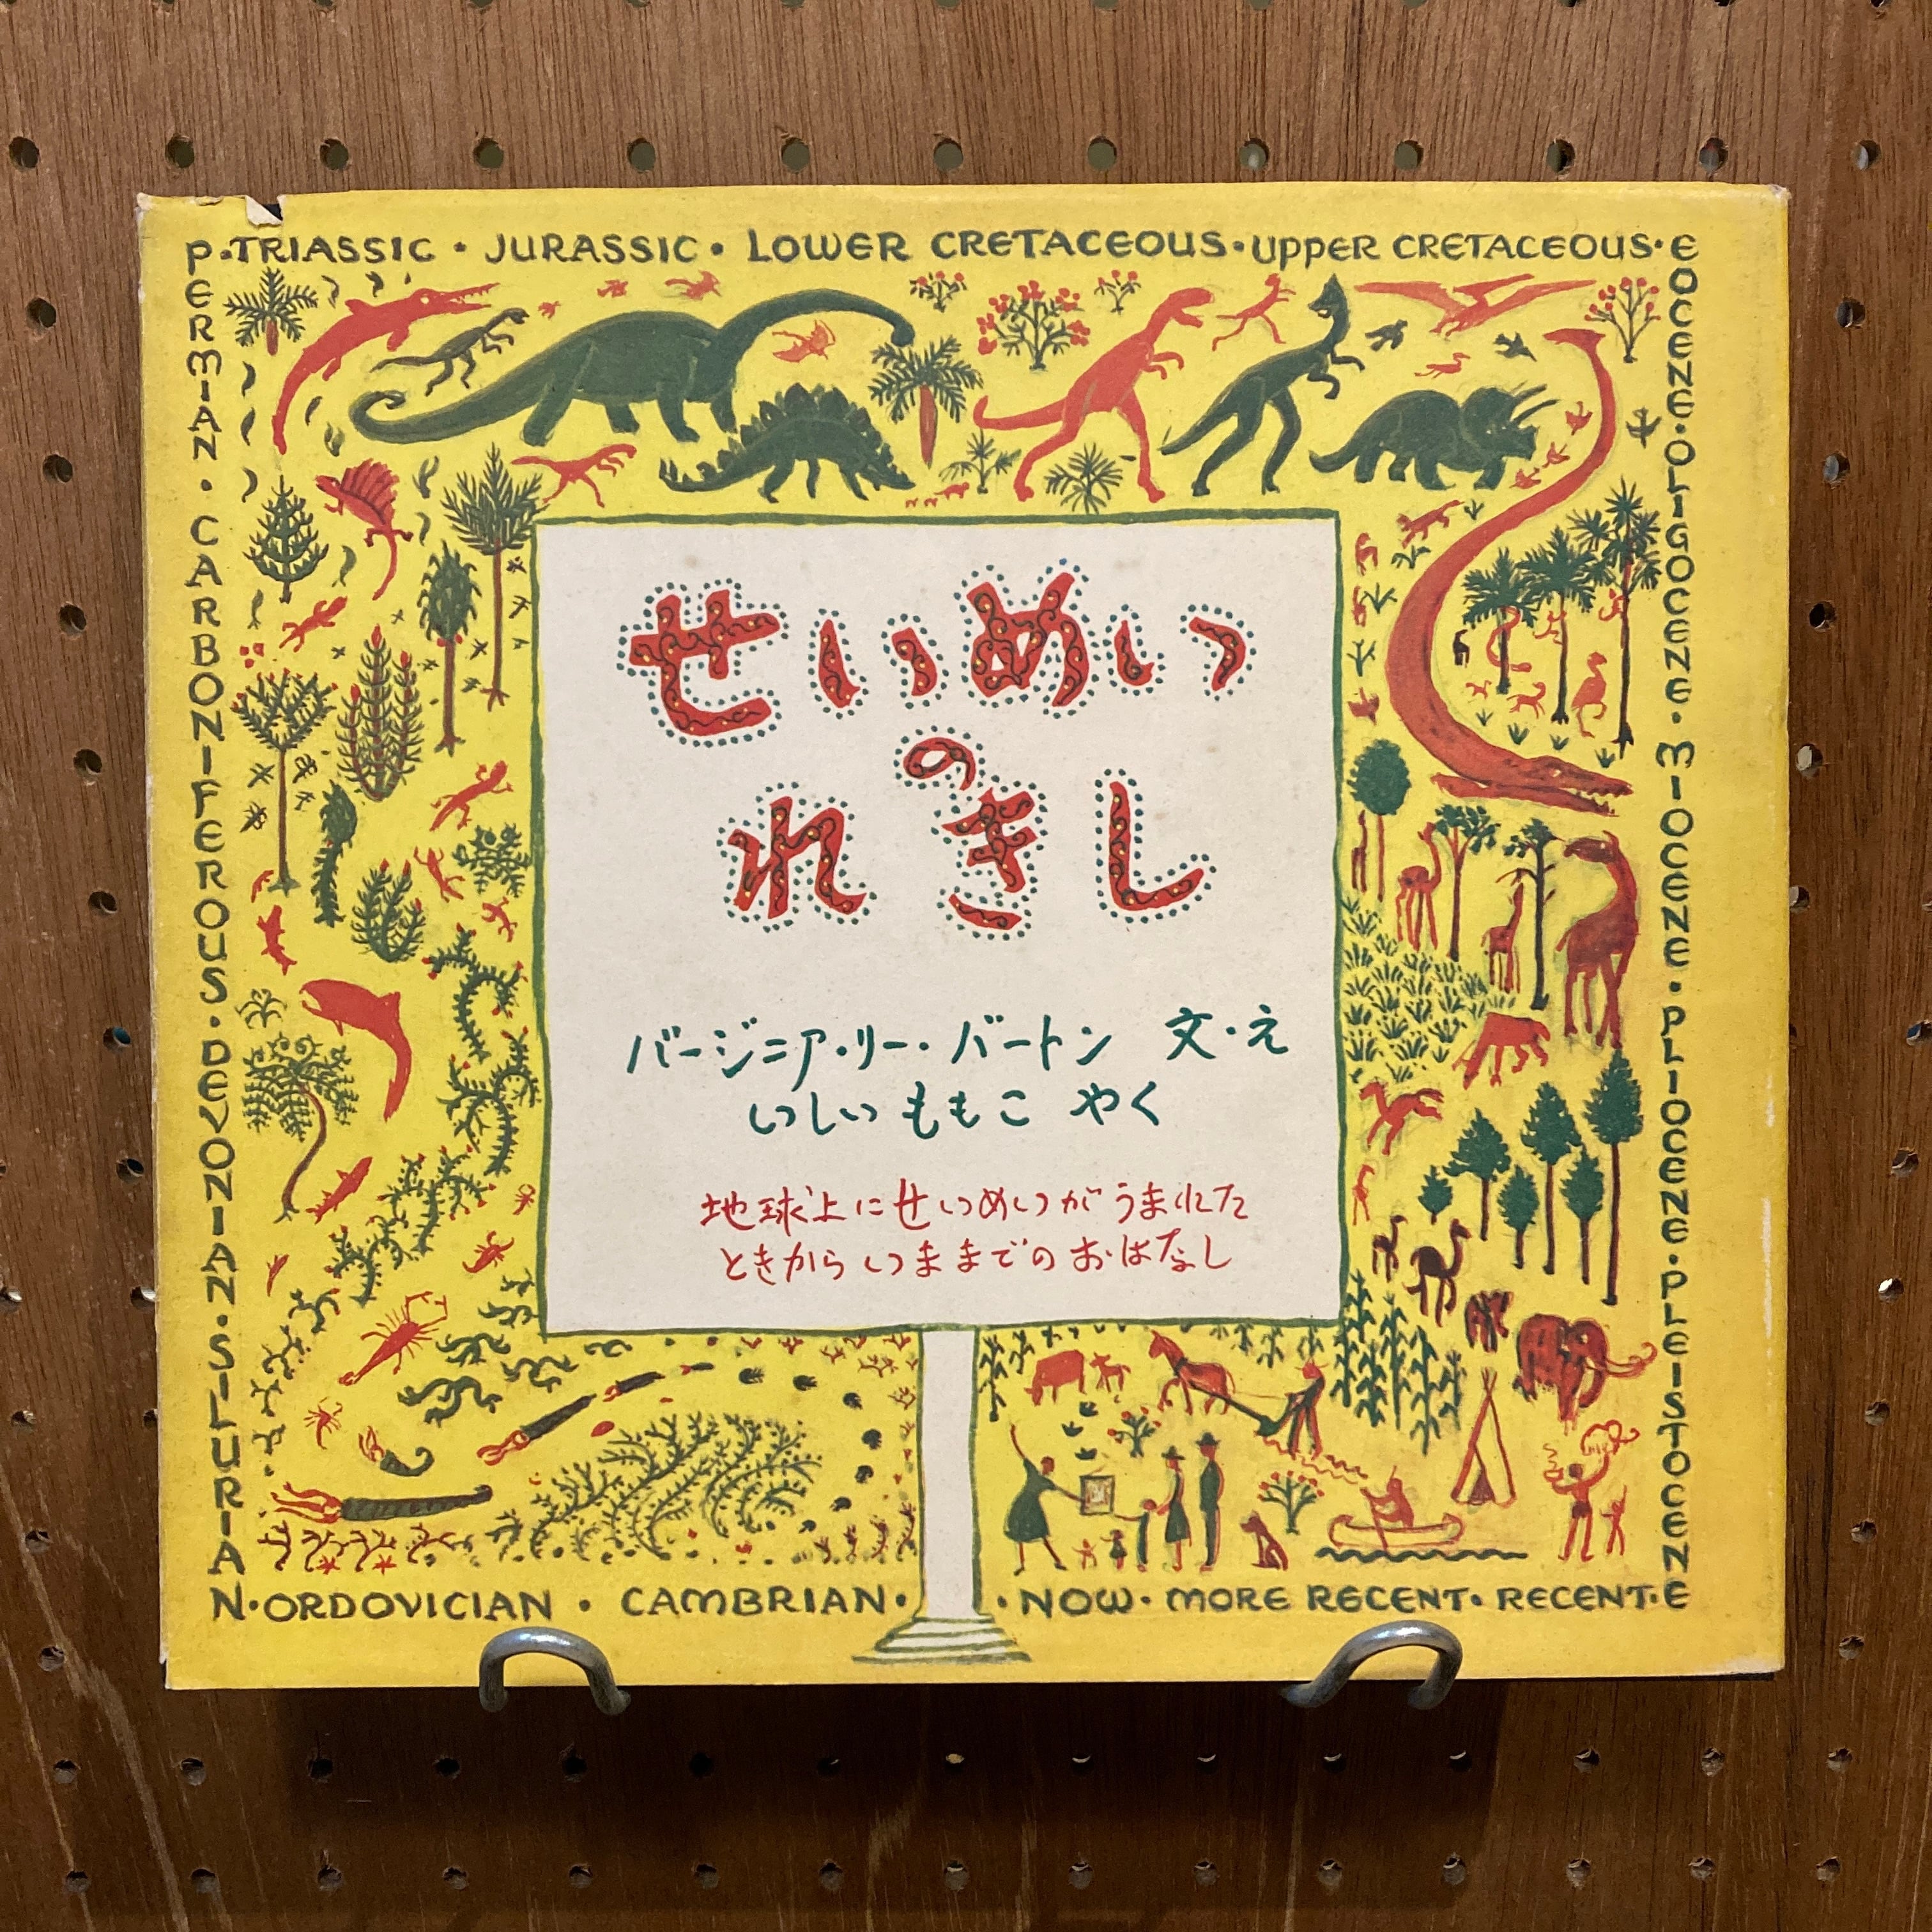 P·TRIASSIC · JURASSIC · LOWER CRETACEOUS · UPPER CRETACEOUS · E
PERMIAN · CARBONIFEROUS · DEVONIAN · SILURIAN
せいめい
の
れきし
バージニア・リー・バートン 文・え
いしい ももこ やく
地球上にせいめいがうまれた
ときからいままでのおはなし
EOCENE · OLIGOCENE · MIOCENE · PLIOCENE · PLEISTOCENE
N·ORDOVICIAN · CAMBRIAN · · NOW · MORE RECENT · RECENT · E